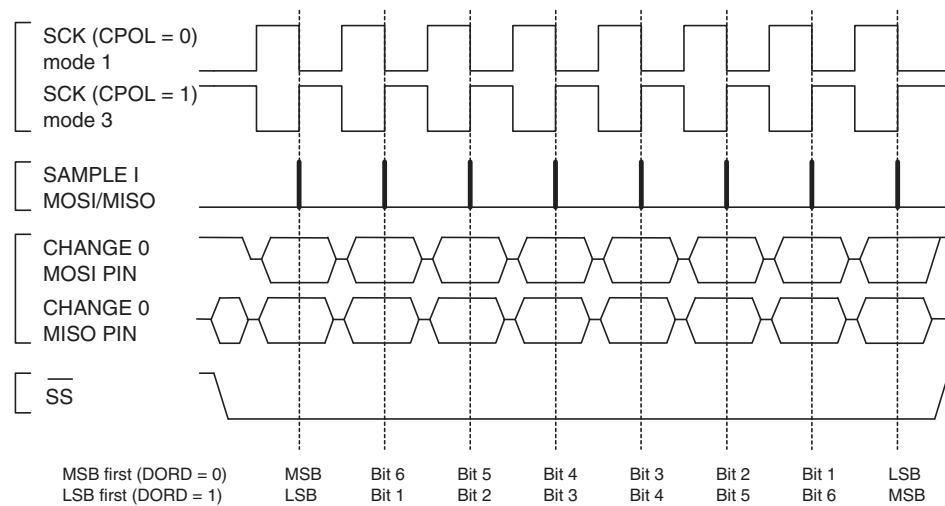 SCK (CPOL = 0)
mode 1
SCK (CPOL = 1)
mode 3
SAMPLE I
MOSI/MISO
CHANGE 0
MOSI PIN
CHANGE 0
MISO PIN
SS
MSB first (DORD = 0) MSB Bit 6 Bit 5 Bit 4 Bit 3 Bit 2 Bit 1 LSB
LSB first (DORD = 1) LSB Bit 1 Bit 2 Bit 3 Bit 4 Bit 5 Bit 6 MSB